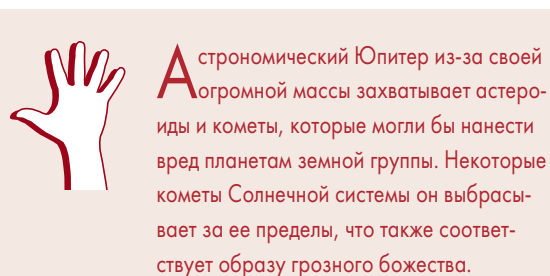 Астрономический Юпитер из-за своей
огромной массы захватывает астеро-
иды и кометы, которые могли бы нанести
вред планетам земной группы. Некоторые
кометы Солнечной системы он выбрасы-
вает за ее пределы, что также соответ-
ствует образу грозного божества.